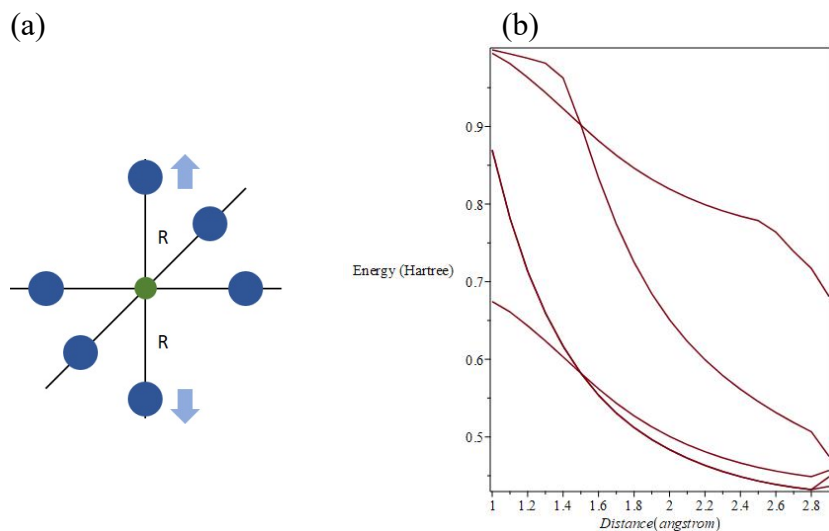 (a)
(b)
R
R
Energy (Hartree)
0.9
0.8
0.7
0.6
0.5
1 1.2 1.4 1.6 1.8 2 2.2 2.4 2.6 2.8
Distance(angstrom)